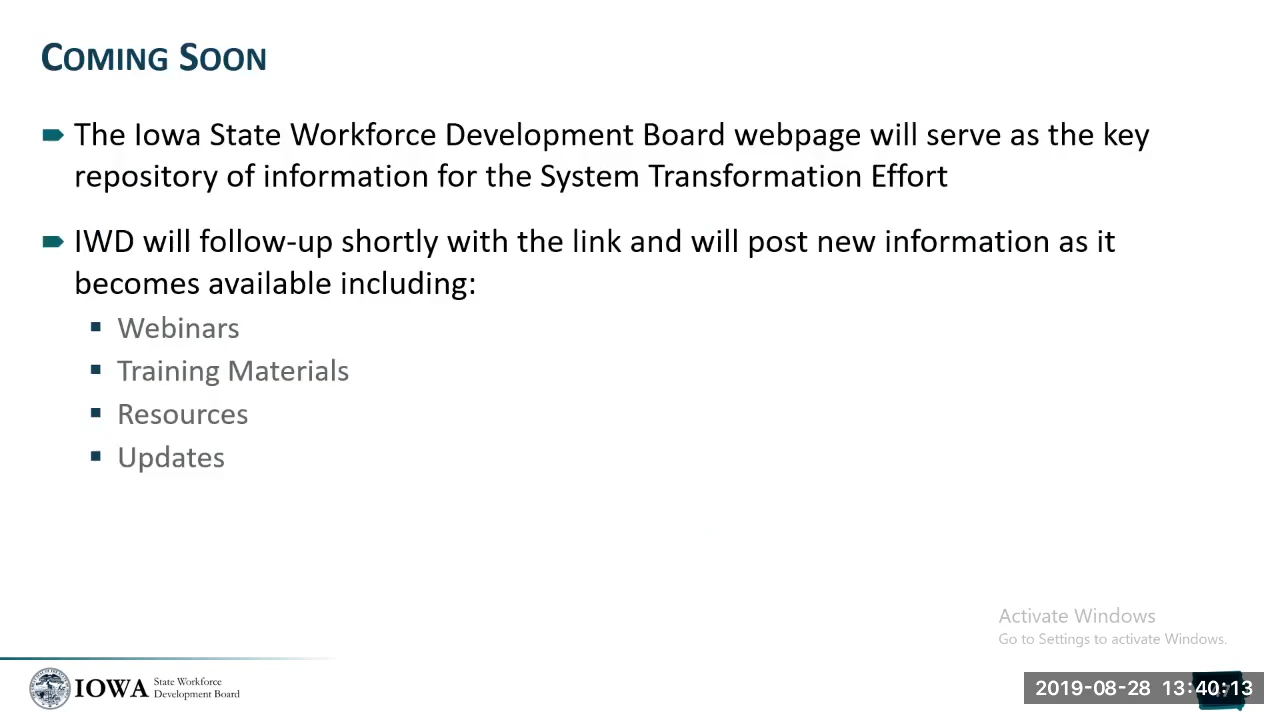 Coming Soon
The Iowa State Workforce Development Board webpage will serve as the key
repository of information for the System Transformation Effort
IWD will follow-up shortly with the link and will post new information as it
becomes available including:
Webinars
Training Materials
Resources
Updates
Activate Windows
Go to Settings to activate Windows.
IOWA State Workforce
Development Board
2019-08-28 13:40:13